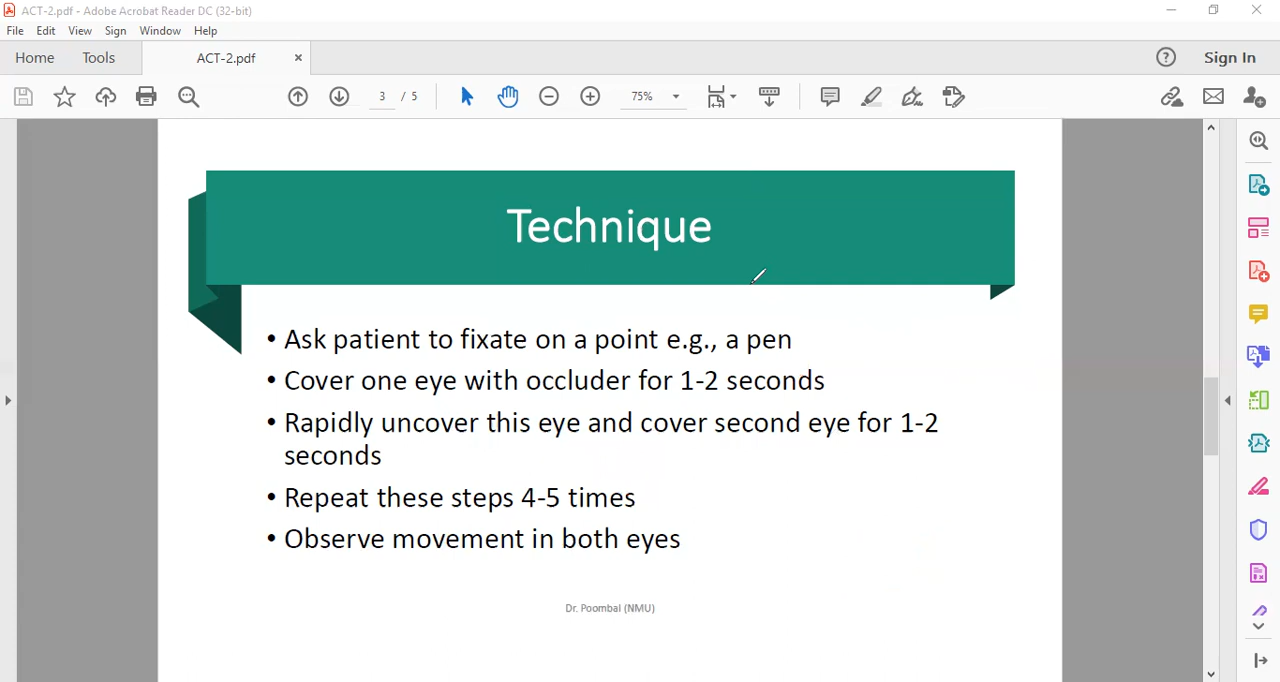 ACT-2.pdf - Adobe Acrobat Reader DC (32-bit)
File Edit View Sign Window Help
Home Tools ACT-2.pdf × Sign In
3 / 5 75%
Technique
• Ask patient to fixate on a point e.g., a pen
• Cover one eye with occluder for 1-2 seconds
• Rapidly uncover this eye and cover second eye for 1-2
seconds
• Repeat these steps 4-5 times
• Observe movement in both eyes
Dr. Poombal (NMU)